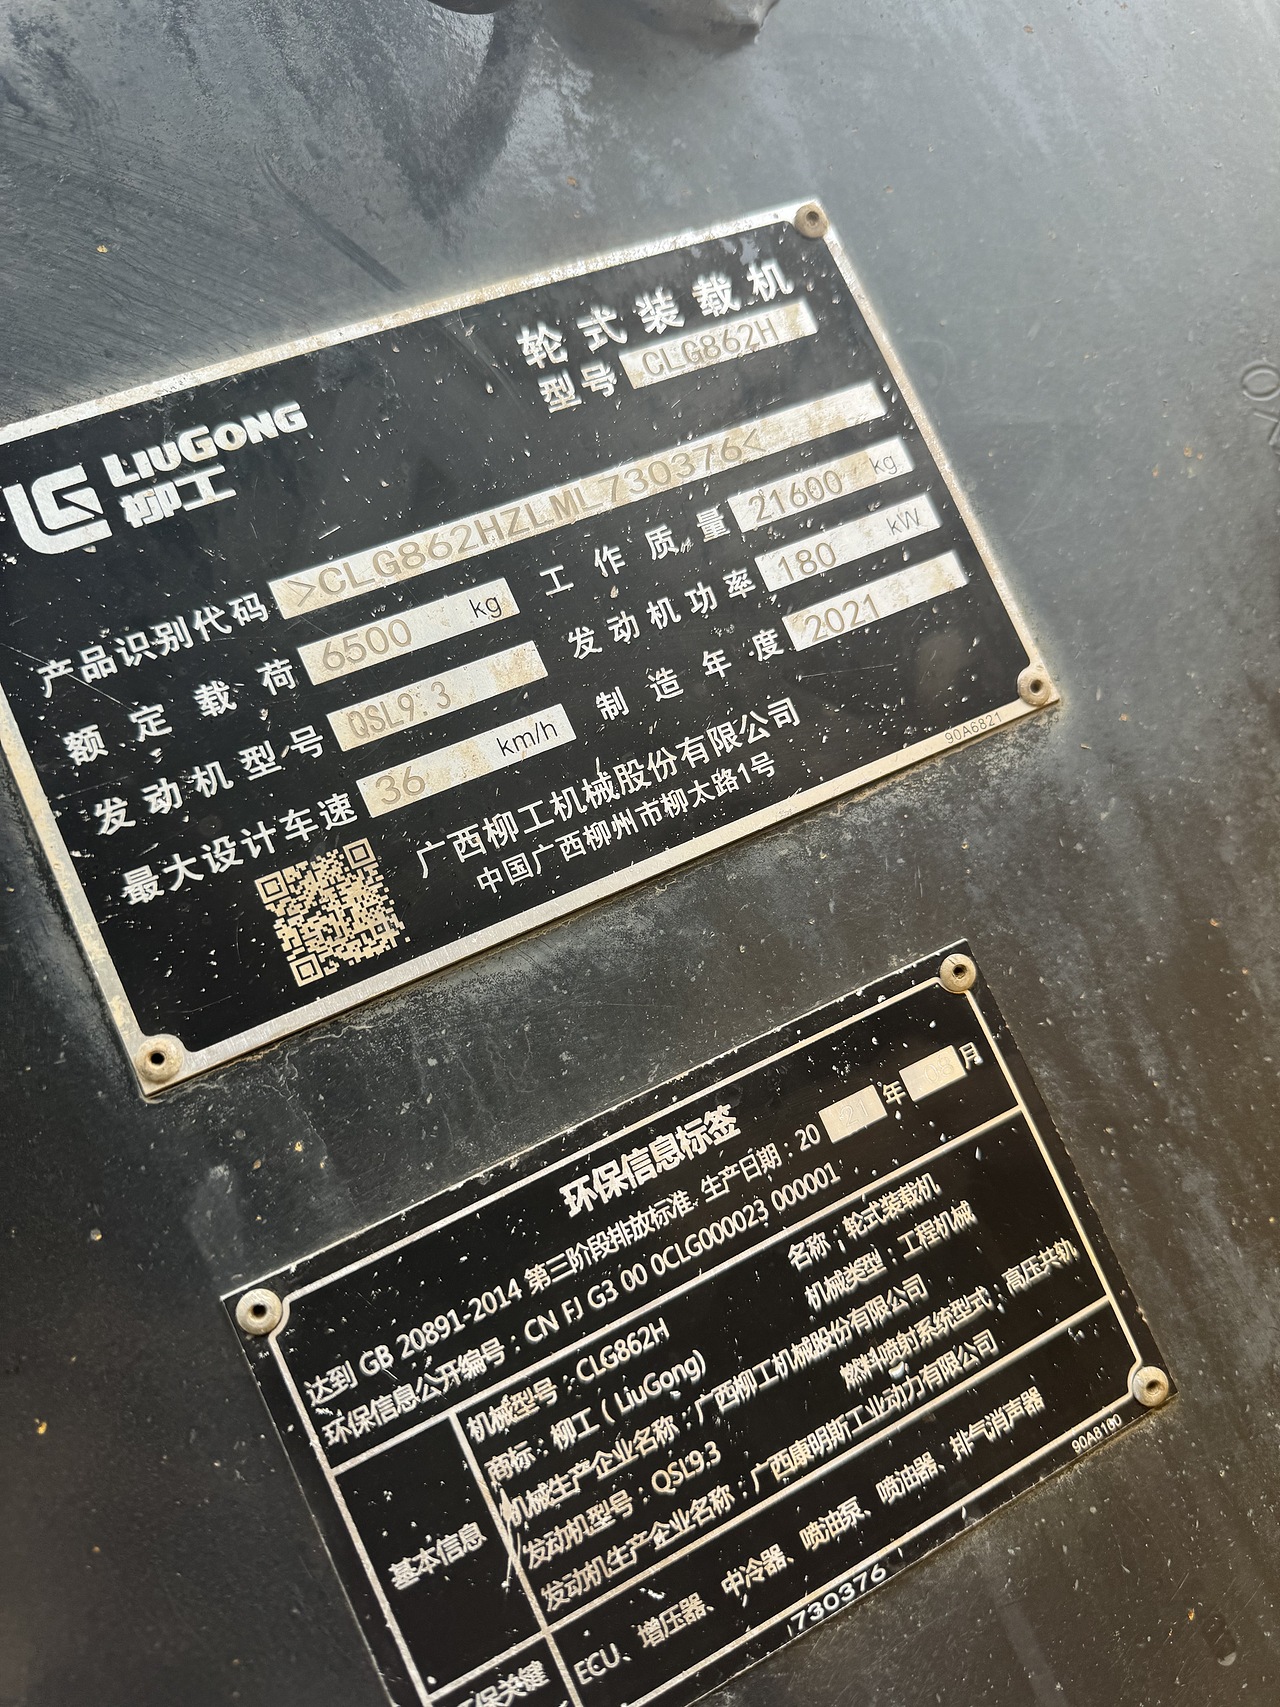 轮式装载机
型号 CLG862H
LIUGONG
柳工
产品识别代码 >CLG862HZLML730376<
额定载荷 6500 kg 工作质量 21600 kg
发动机型号 QSL9.3 发动机功率 180 kW
最大设计车速 36 km/h 制造年度 2021
广西柳工机械股份有限公司
中国广西柳州市柳太路1号
90A6821
环保信息标签
达到 GB 20891-2014 第三阶段排放标准 生产日期：20 21 年 月
环保信息公开编号：CN FJ G3 00 0CLG000023 000001
基本信息
机械型号：CLG862H 名称：轮式装载机
商标：柳工（LiuGong) 机械类型：工程机械
机械生产企业名称：广西柳工机械股份有限公司
发动机型号：QSL9.3 燃料喷射系统型式：高压共轨
发动机生产企业名称：广西康明斯工业动力有限公司
环保关键
ECU、增压器、中冷器、喷油泵、喷油器、排气消声器
90A8100
730376